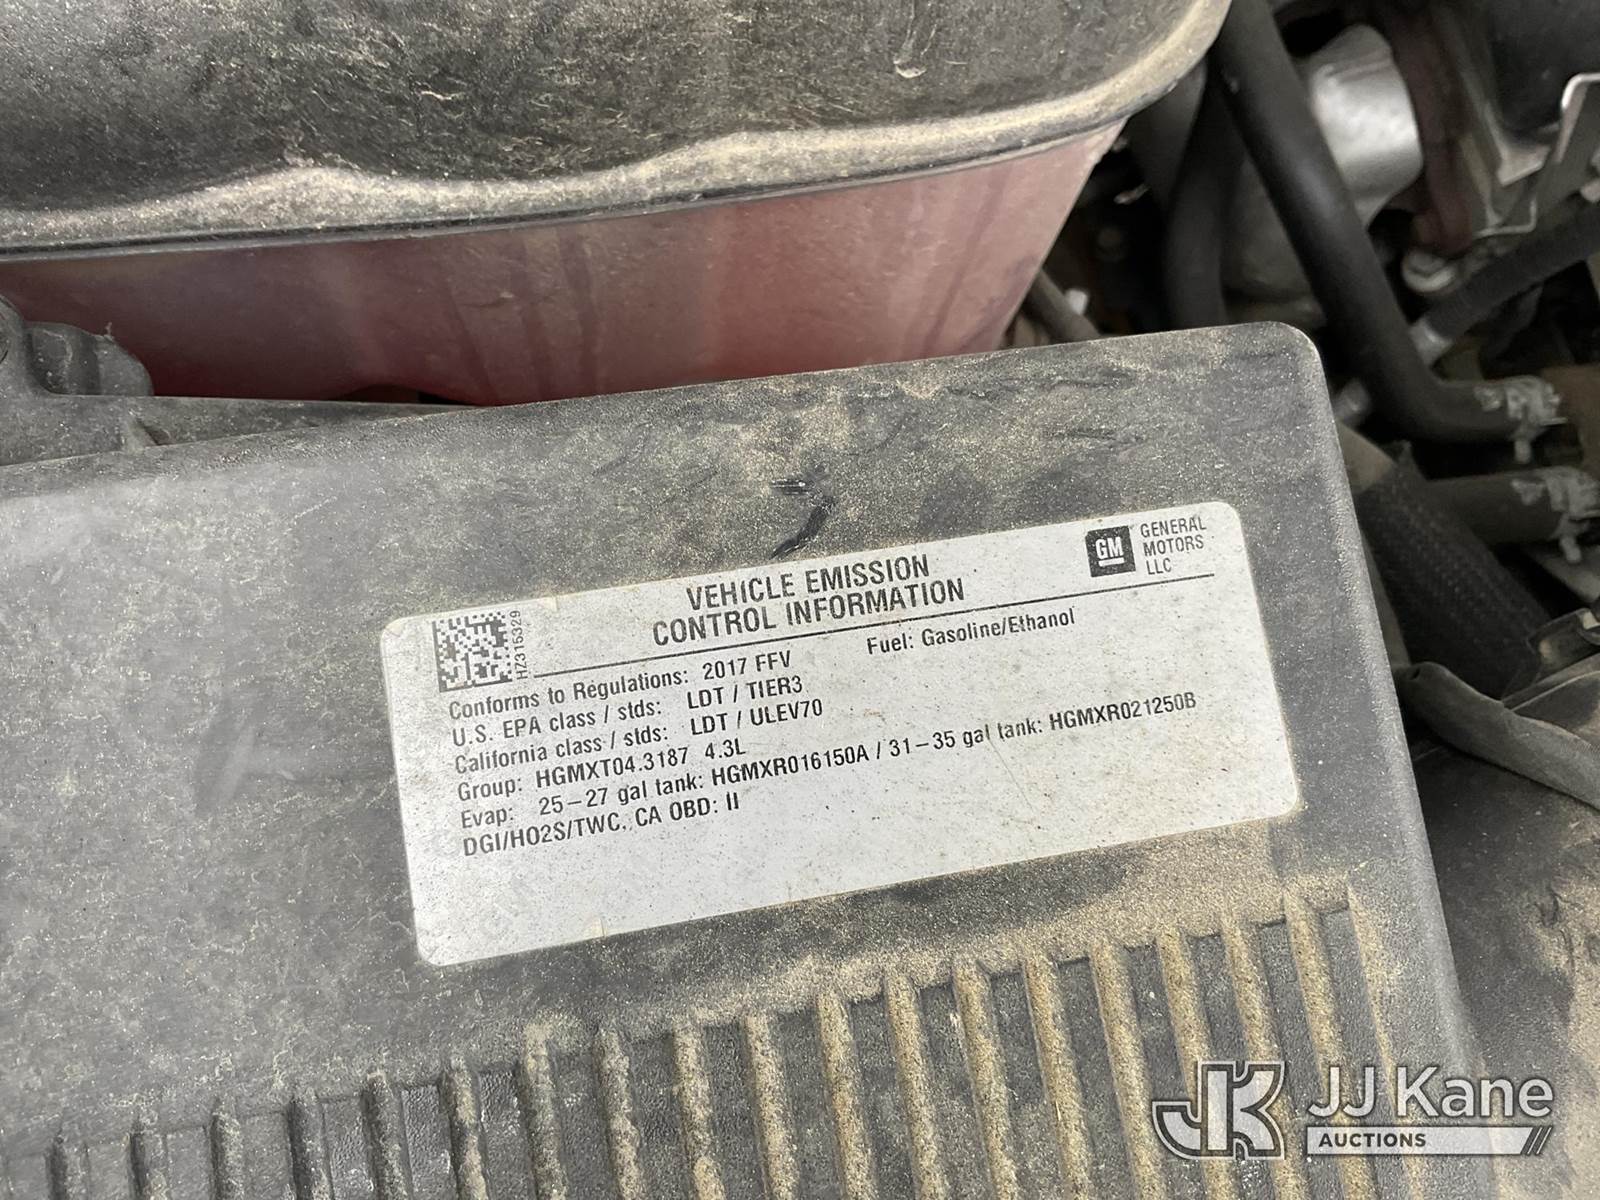 GM
GENERAL
MOTORS
LLC
VEHICLE EMISSION
CONTROL INFORMATION
HZ315329
Conforms to Regulations: 2017 FFV Fuel: Gasoline/Ethanol
U.S. EPA class / stds: LDT / TIER3
California class / stds: LDT / ULEV70
Group: HGMXT04.3187 4.3L
Evap: 25-27 gal tank: HGMXR016150A / 31-35 gal tank: HGMXR021250B
DGI/HO2S/TWC, CA OBD: II
JK JJ Kane
AUCTIONS